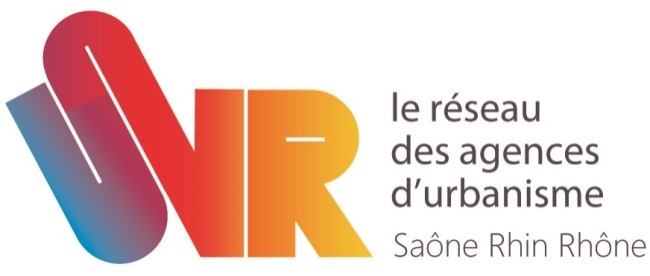 le réseau
des agences
d'urbanisme
Saône Rhin Rhône